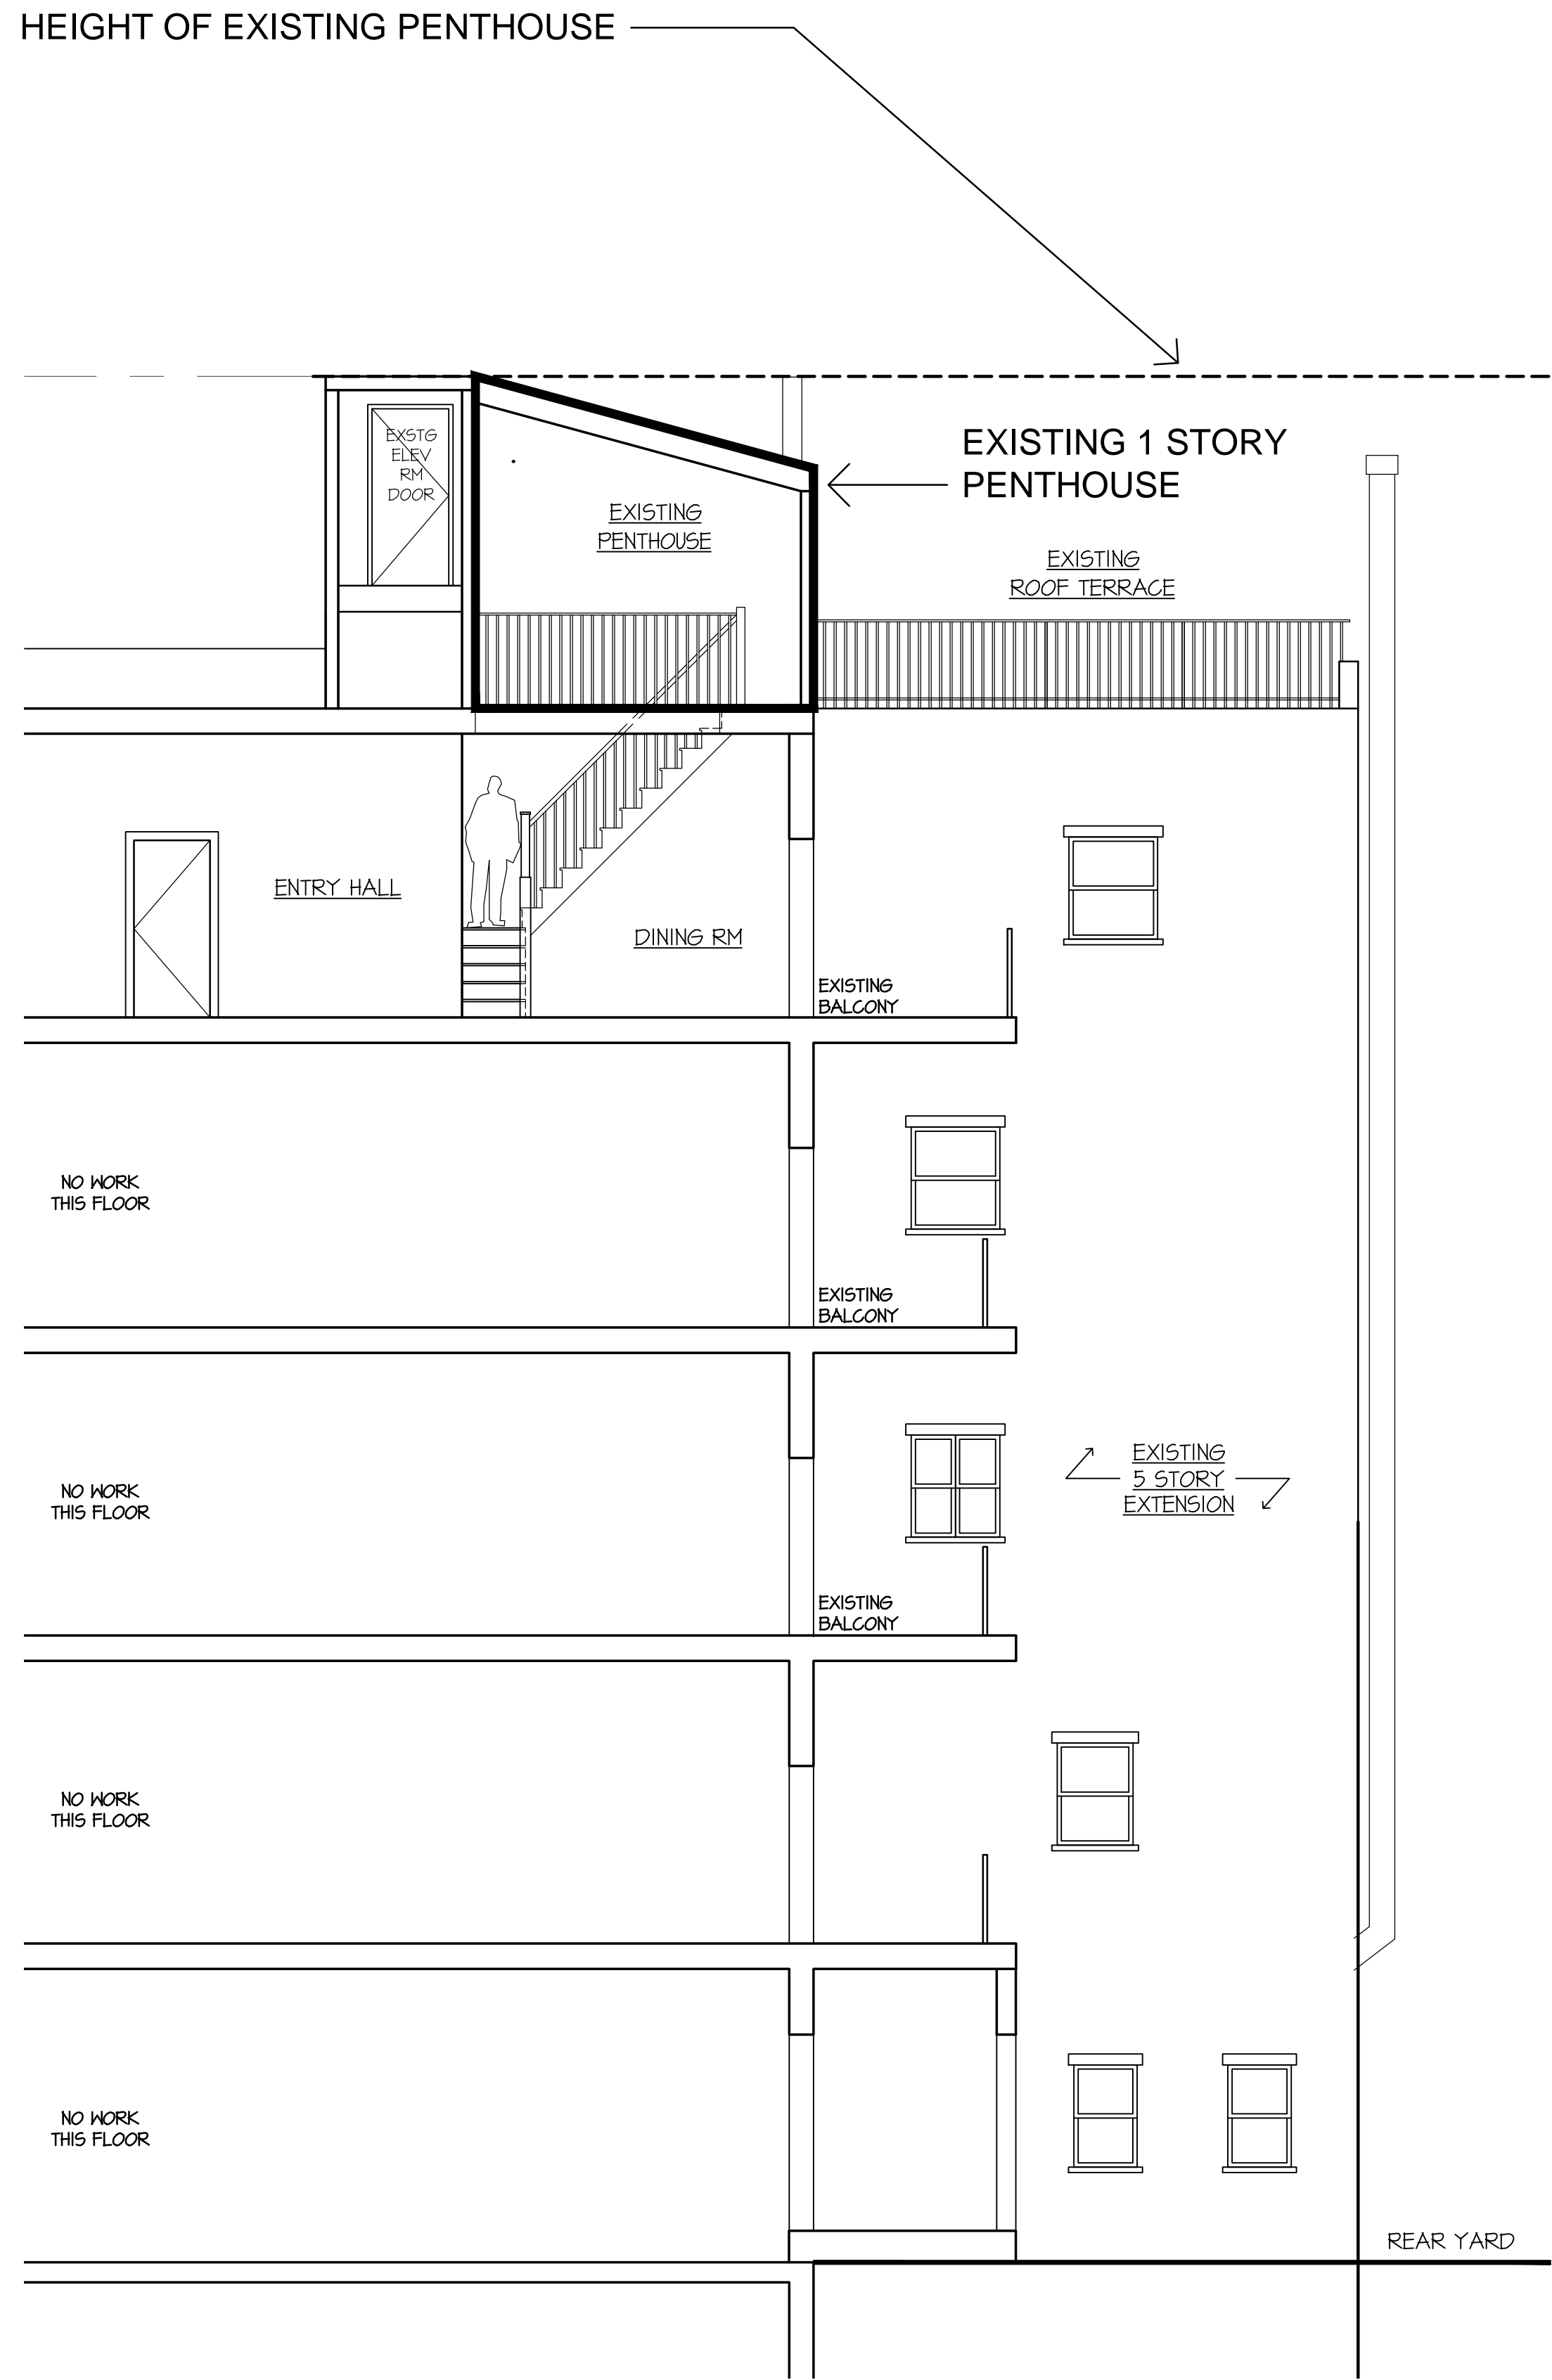 HEIGHT OF EXISTING PENTHOUSE
EXSTG
ELEV
RM
DOOR
EXISTING
PENTHOUSE
EXISTING 1 STORY
PENTHOUSE
EXISTING
ROOF TERRACE
ENTRY HALL
DINING RM
EXISTING
BALCONY
NO WORK
THIS FLOOR
EXISTING
BALCONY
EXISTING
5 STORY
EXTENSION
NO WORK
THIS FLOOR
EXISTING
BALCONY
NO WORK
THIS FLOOR
NO WORK
THIS FLOOR
REAR YARD